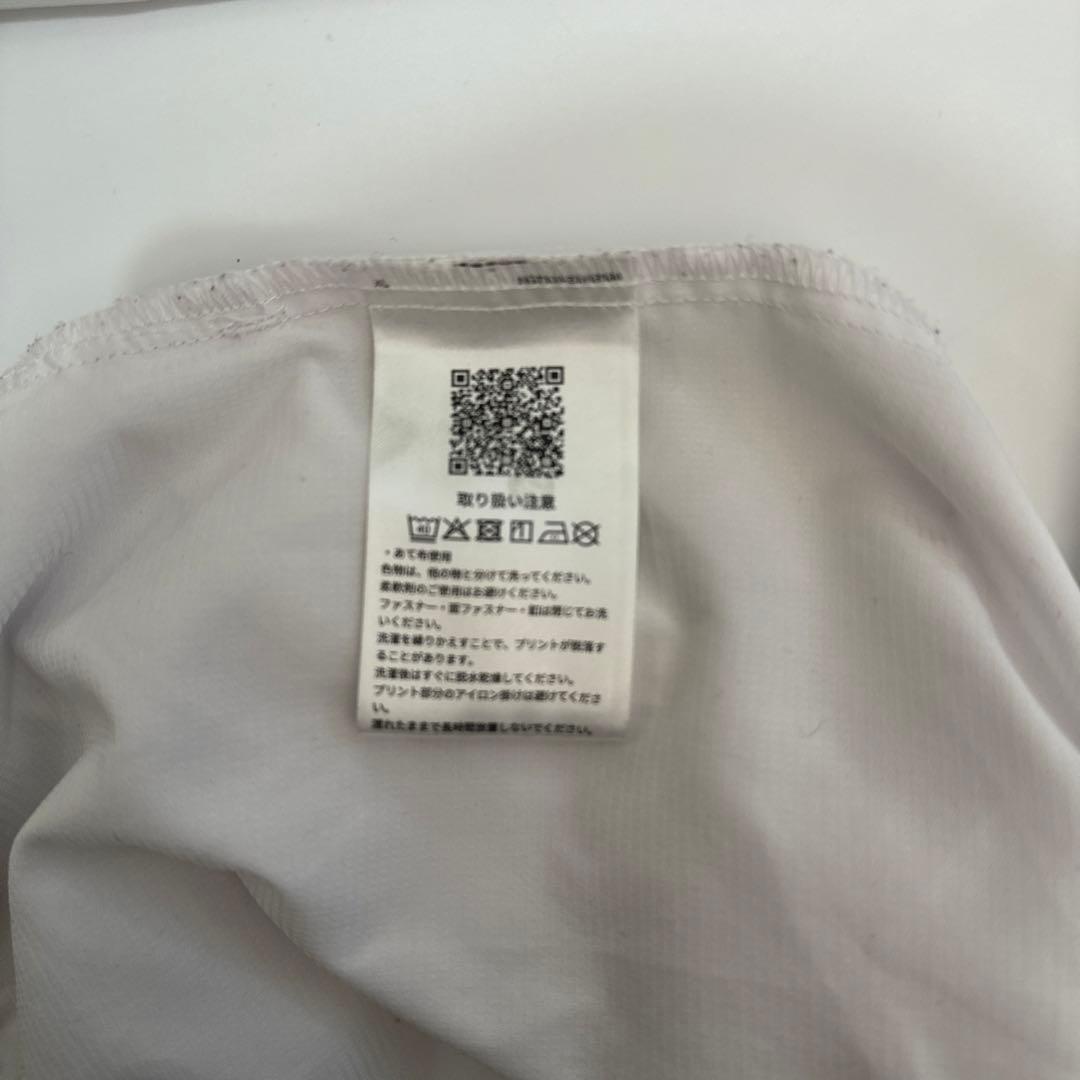 取り扱い注意
40
・あて布使用
色物は、他の物と分けて洗ってください。
柔軟剤のご使用はお避けください。
ファスナー・面ファスナー・釦は閉じてお洗
いください。
洗濯を繰りかえすことで、プリントが脱落す
ることがあります。
洗濯後はすぐに脱水乾燥してください。
プリント部分のアイロン掛けは避けてくださ
い。
濡れたままで長時間放置しないでください。